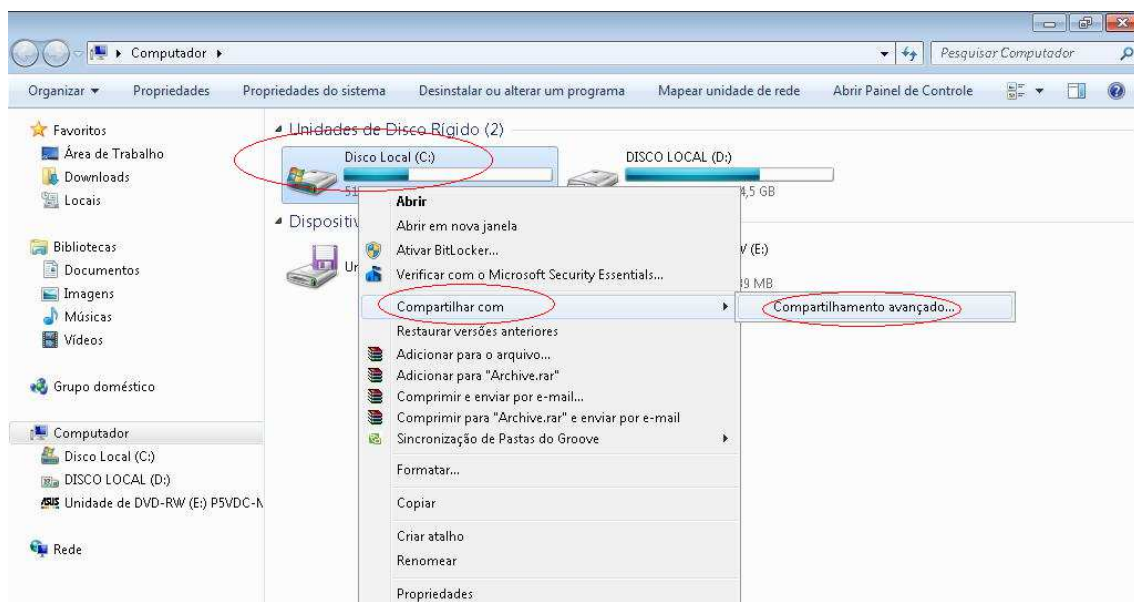 Computador
Pesquisar Computador
Organizar
Propriedades
Propriedades do sistema
Desinstalar ou alterar um programa
Mapear unidade de rede
Abrir Painel de Controle
Favoritos
Área de Trabalho
Downloads
Locais
Bibliotecas
Documentos
Imagens
Músicas
Vídeos
Grupo doméstico
Computador
Disco Local (C:)
DISCO LOCAL (D:)
Unidade de DVD-RW (E:) P5VDC-
Rede
Unidades de Disco Rígido (2)
Disco Local (C:)
DISCO LOCAL (D:)
4,5 GB
(E:)
39 MB
Abrir
Abrir em nova janela
Ativar BitLocker...
Verificar com o Microsoft Security Essentials...
Compartilhar com
Restaurar versões anteriores
Adicionar para o arquivo...
Adicionar para "Archive.rar"
Comprimir e enviar por e-mail...
Comprimir para "Archive.rar" e enviar por e-mail
Sincronização de Pastas do Groove
Formatar...
Copiar
Criar atalho
Renomear
Propriedades
Compartilhamento avançado...